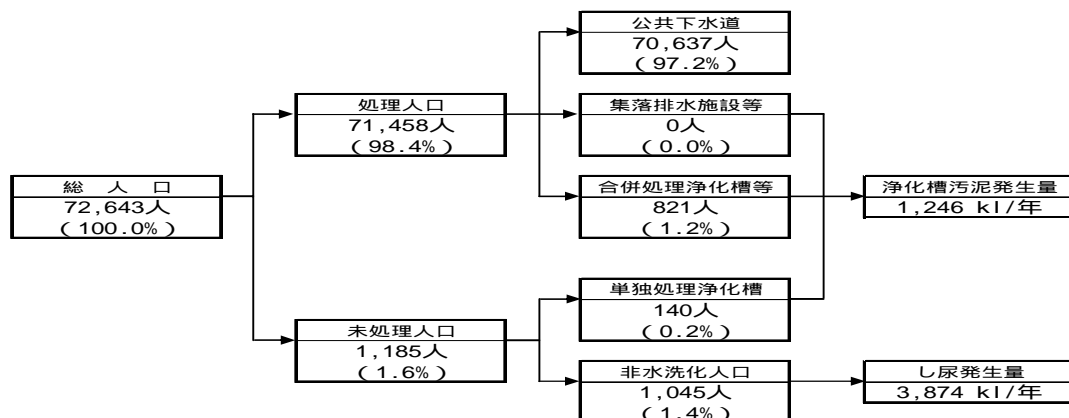 公共下水道
70,637人
(97.2%)
処理人口
71,458人
(98.4%)
集落排水施設等
0人
(0.0%)
総 人 口
72,643人
(100.0%)
合併処理浄化槽等
821人
(1.2%)
浄化槽汚泥発生量
1,246 kl/年
単独処理浄化槽
140人
(0.2%)
未処理人口
1,185人
(1.6%)
非水洗化人口
1,045人
(1.4%)
し尿発生量
3,874 kl/年